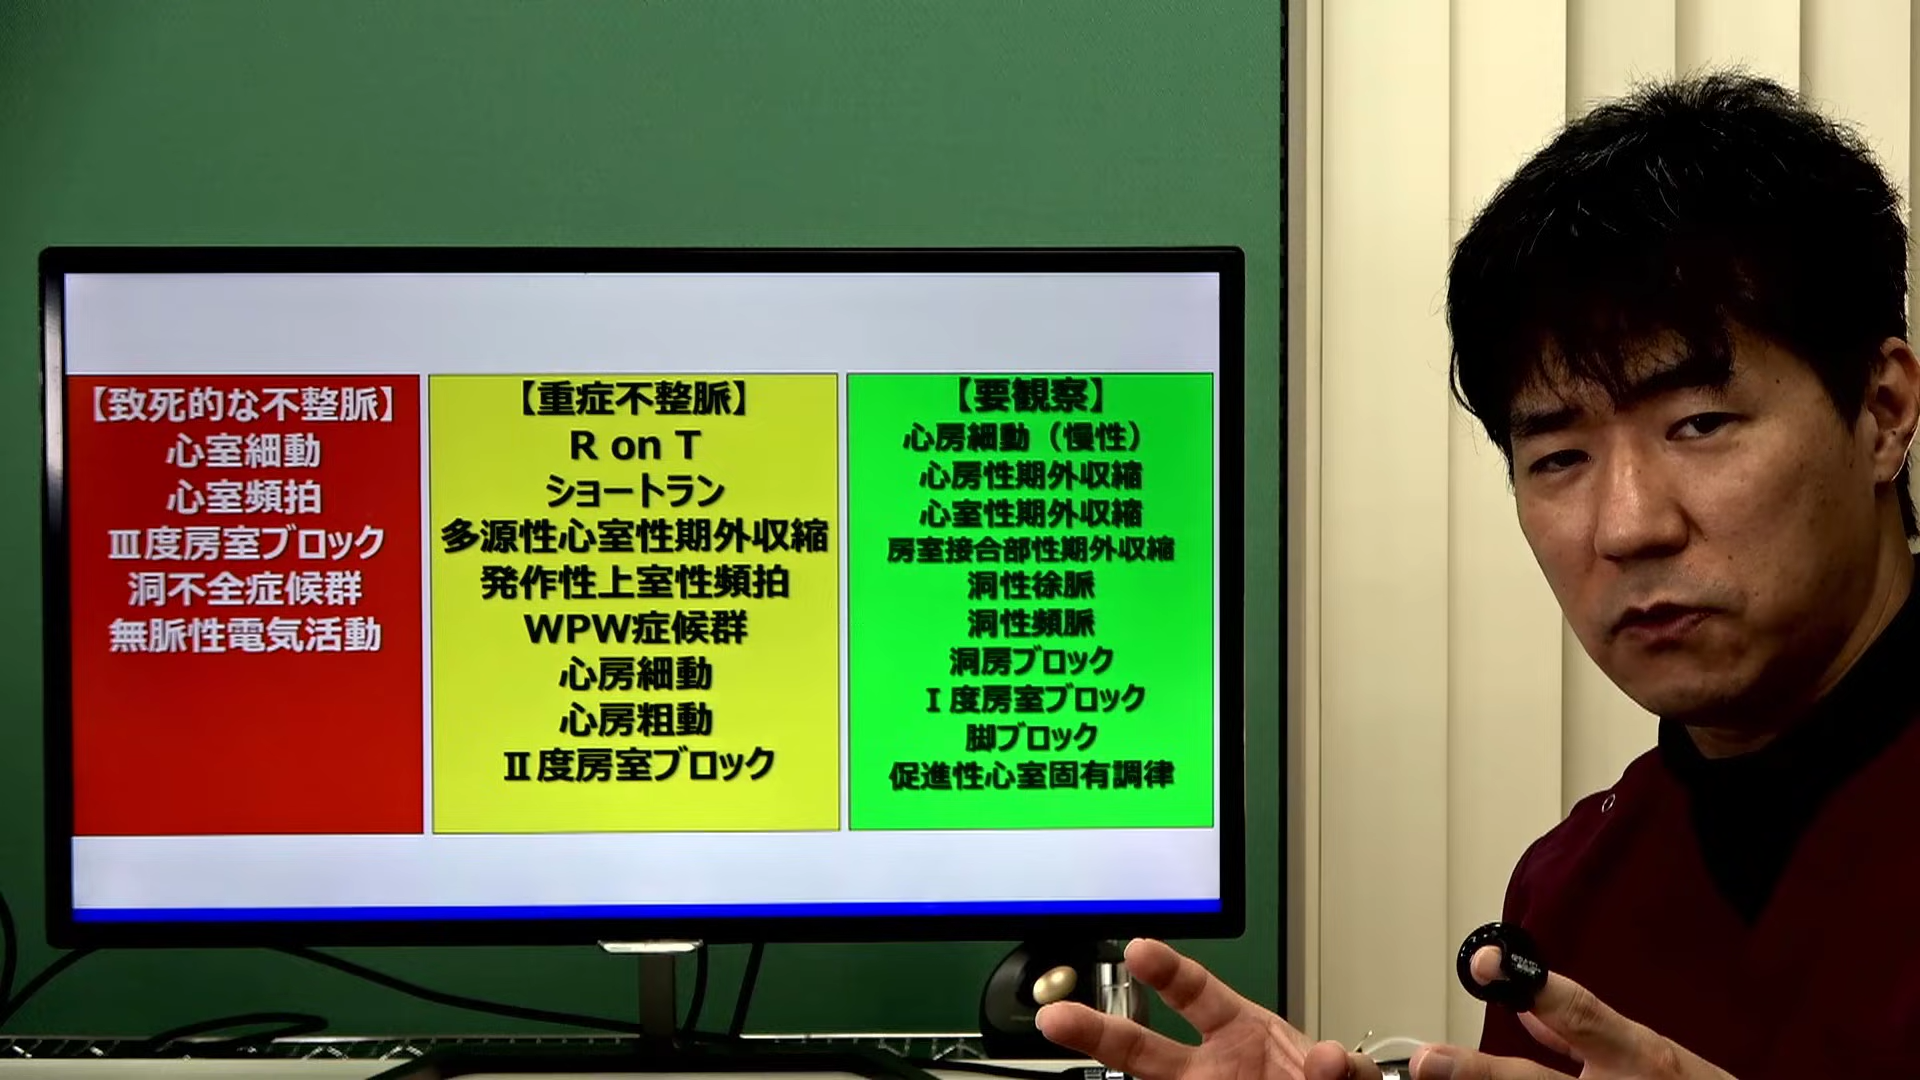 【致死的な不整脈】
心室細動
心室頻拍
Ⅲ度房室ブロック
洞不全症候群
無脈性電気活動
【重症不整脈】
R on T
ショートラン
多源性心室性期外収縮
発作性上室性頻拍
WPW症候群
心房細動
心房粗動
Ⅱ度房室ブロック
【要観察】
心房細動（慢性）
心房性期外収縮
心室性期外収縮
房室接合部性期外収縮
洞性徐脈
洞性頻脈
洞房ブロック
Ⅰ度房室ブロック
脚ブロック
促進性心室固有調律